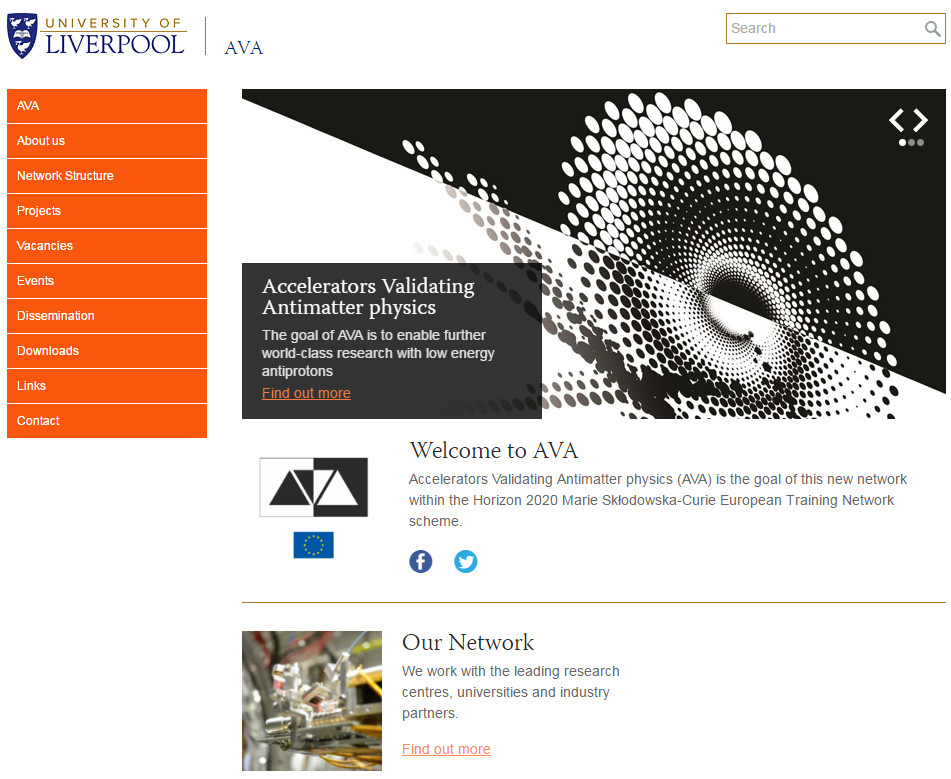 UNIVERSITY OF
LIVERPOOL
AVA
Search
AVA
About us
Network Structure
Projects
Vacancies
Events
Dissemination
Downloads
Links
Contact
Accelerators Validating
Antimatter physics
The goal of AVA is to enable further
world-class research with low energy
antiprotons
Find out more
Welcome to AVA
Accelerators Validating Antimatter physics (AVA) is the goal of this new network
within the Horizon 2020 Marie Skłodowska-Curie European Training Network
scheme.
Our Network
We work with the leading research
centres, universities and industry
partners.
Find out more